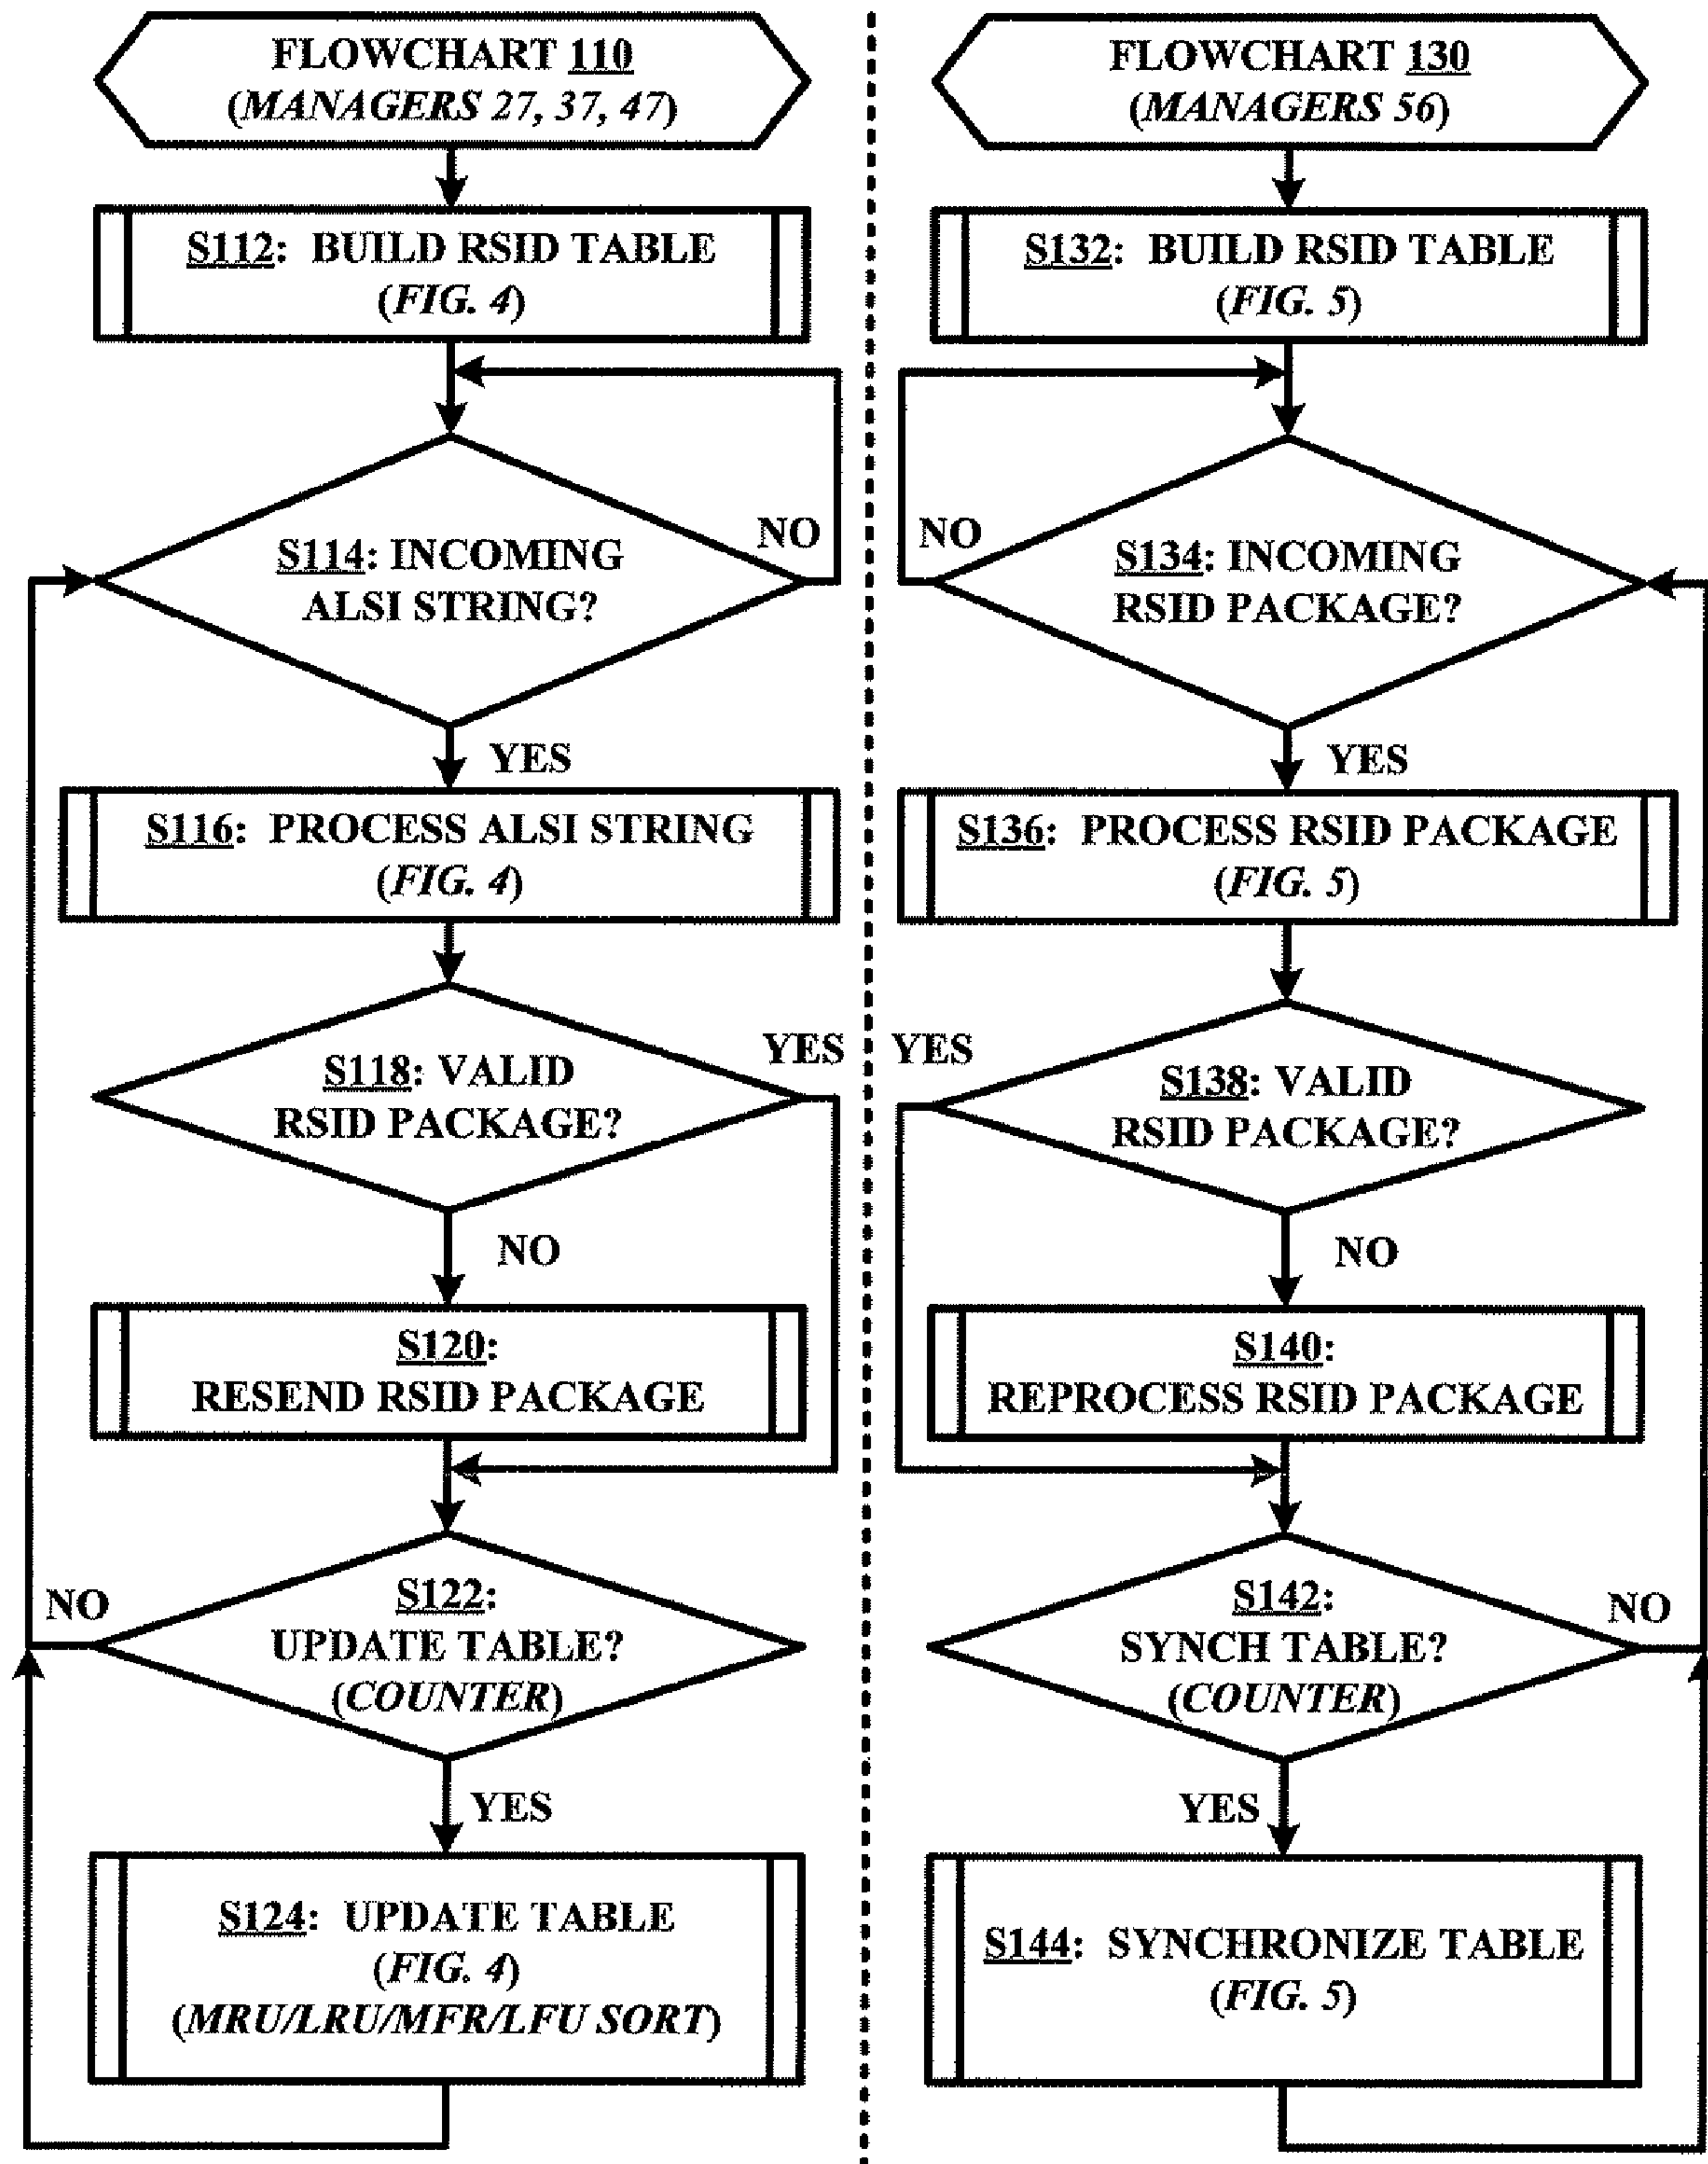 FLOWCHART 110
(MANAGERS 27, 37, 47)
S112: BUILD RSID TABLE
(FIG. 4)
NO
S114: INCOMING
ALSI STRING?
YES
S116: PROCESS ALSI STRING
(FIG. 4)
YES
S118: VALID
RSID PACKAGE?
NO
S120:
RESEND RSID PACKAGE
NO
S122:
UPDATE TABLE?
(COUNTER)
YES
S124: UPDATE TABLE
(FIG. 4)
(MRU/LRU/MFR/LFU SORT)
FLOWCHART 130
(MANAGERS 56)
S132: BUILD RSID TABLE
(FIG. 5)
NO
S134: INCOMING
RSID PACKAGE?
YES
S136: PROCESS RSID PACKAGE
(FIG. 5)
YES
S138: VALID
RSID PACKAGE?
NO
S140:
REPROCESS RSID PACKAGE
S142:
NO
SYNCH TABLE?
(COUNTER)
YES
S144: SYNCHRONIZE TABLE
(FIG. 5)